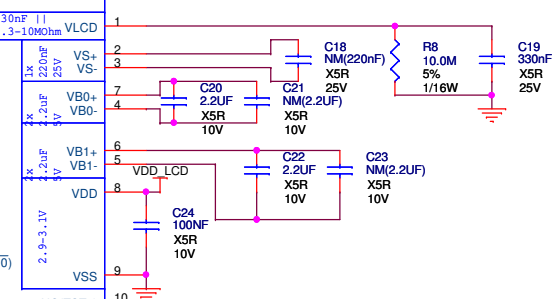 30nF ||
.3-10MOhm
VLCD
1
1x
220nF
25V
VS+
2
VS-
3
C18
NM(220nF)
X5R
25V
R8
10.0M
5%
1/16W
C19
330nF
X5R
25V
2x
2.2uF
5V
VB0+
7
VB0-
4
C20
2.2UF
X5R
10V
C21
NM(2.2UF)
X5R
10V
2x
2.2uF
5V
VB1+
6
VB1-
5
C22
2.2UF
X5R
10V
C23
NM(2.2UF)
X5R
10V
VDD_LCD
VDD
8
2.9-3.1V
C24
100NF
X5R
10V
VSS
9
0)
10